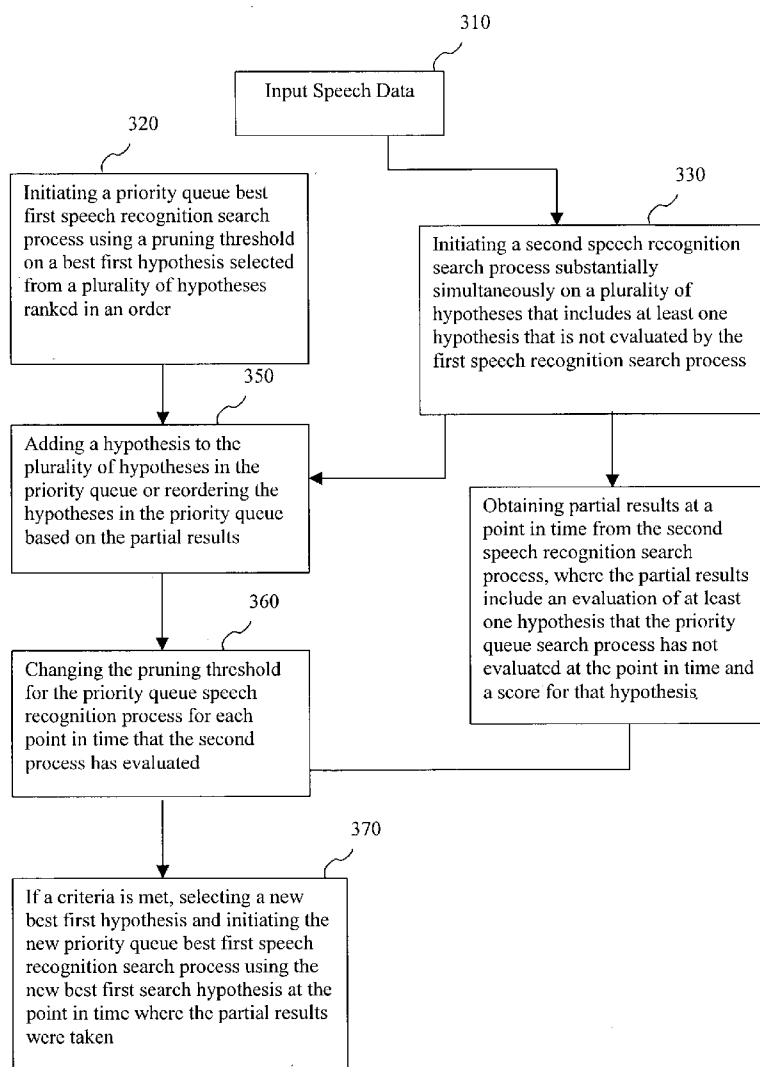 310
Input Speech Data
320
Initiating a priority queue best
first speech recognition search
process using a pruning threshold
on a best first hypothesis selected
from a plurality of hypotheses
ranked in an order
330
Initiating a second speech recognition
search process substantially
simultaneously on a plurality of
hypotheses that includes at least one
hypothesis that is not evaluated by the
first speech recognition search process
350
Adding a hypothesis to the
plurality of hypotheses in the
priority queue or reordering the
hypotheses in the priority queue
based on the partial results
Obtaining partial results at a
point in time from the second
speech recognition search
process, where the partial results
include an evaluation of at least
one hypothesis that the priority
queue search process has not
evaluated at the point in time and
a score for that hypothesis.
360
Changing the pruning threshold
for the priority queue speech
recognition process for each
point in time that the second
process has evaluated
370
If a criteria is met, selecting a new
best first hypothesis and initiating the
new priority queue best first speech
recognition search process using the
new best first search hypothesis at the
point in time where the partial results
were taken